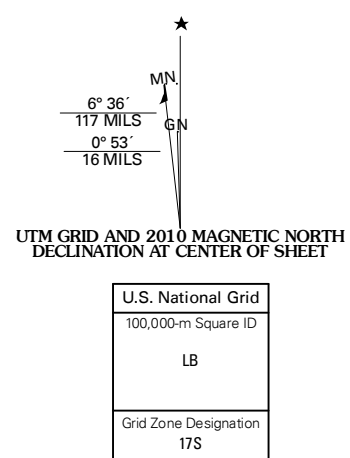 MN
6° 36´
117 MILS
GN
0° 53´
16 MILS
UTM GRID AND 2010 MAGNETIC NORTH
DECLINATION AT CENTER OF SHEET
U.S. National Grid
100,000-m Square ID
LB
Grid Zone Designation
17S